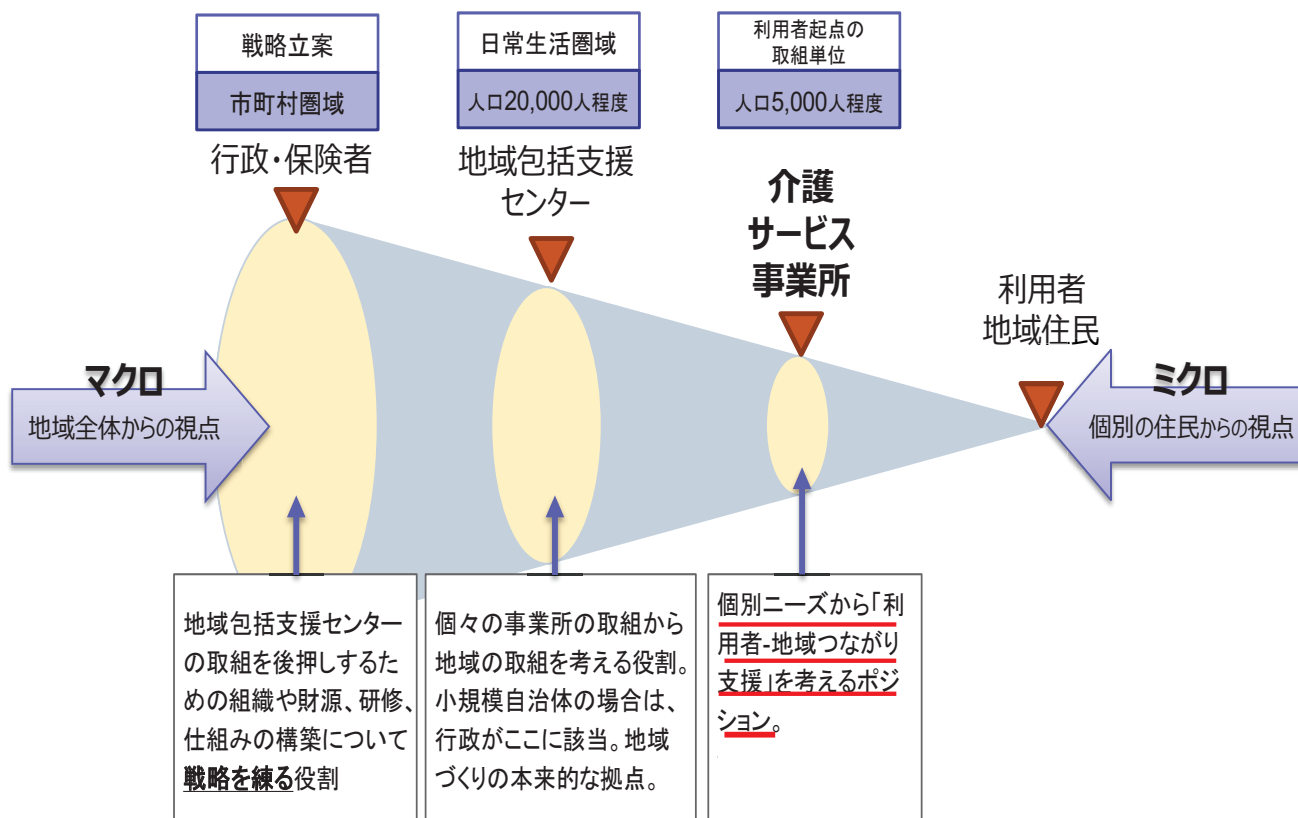 戦略立案
市町村圏域
行政・保険者
日常生活圏域
人口20,000人程度
地域包括支援
センター
利用者起点の
取組単位
人口5,000人程度
介護
サービス
事業所
利用者
地域住民
マクロ
地域全体からの視点
ミクロ
個別の住民からの視点
地域包括支援センター
の取組を後押しするた
めの組織や財源、研修、
仕組みの構築について
戦略を練る役割
個々の事業所の取組から
地域の取組を考える役割。
小規模自治体の場合は、
行政がここに該当。地域
づくりの本来的な拠点。
個別ニーズから「利
用者-地域つながり
支援」を考えるポジ
ション。